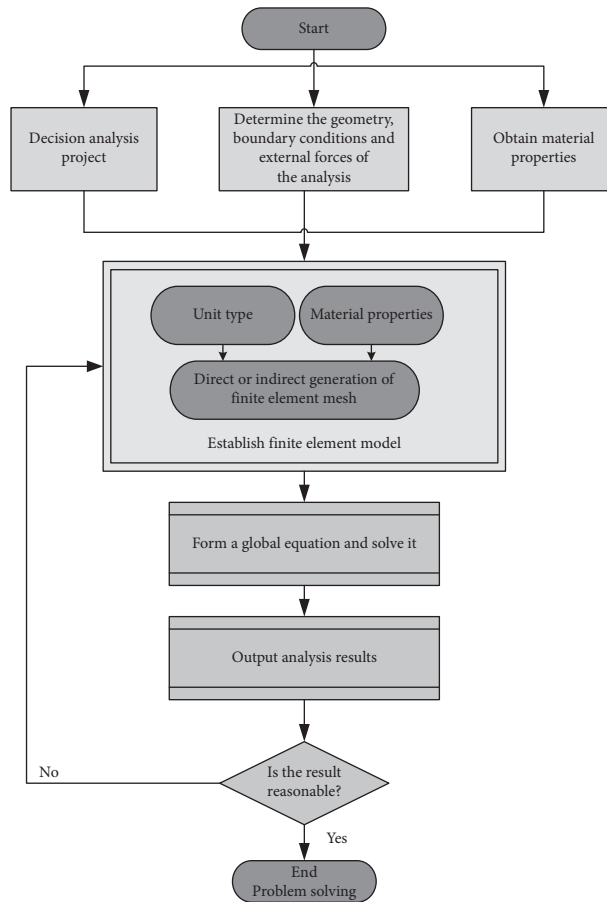 Start
Decision analysis
project
Determine the geometry,
boundary conditions and
external forces of
the analysis
Obtain material
properties
Unit type
Material properties
Direct or indirect generation of
finite element mesh
Establish finite element model
Form a global equation and solve it
Output analysis results
Is the result
reasonable?
No
Yes
End
Problem solving